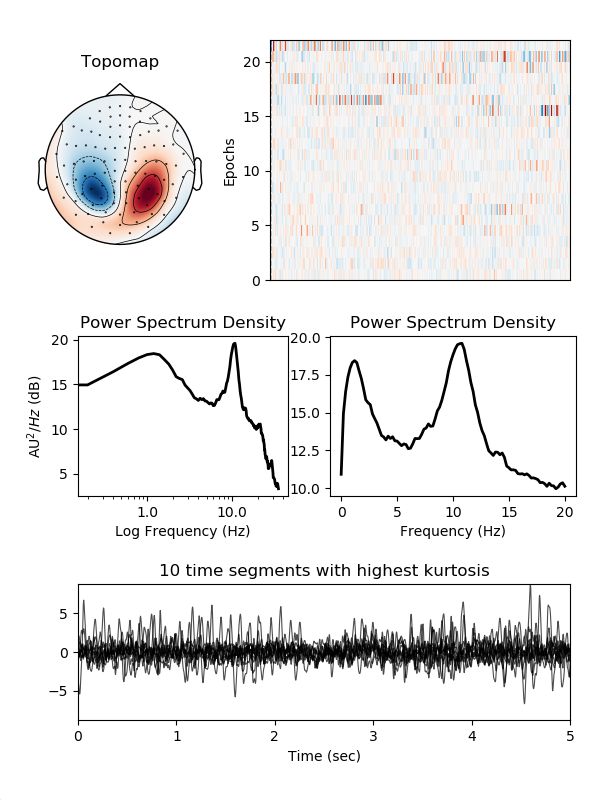 Topomap
Epochs
20
15
10
5
0
Power Spectrum Density
AU²/Hz (dB)
20
15
10
5
1.0 10.0
Log Frequency (Hz)
Power Spectrum Density
20.0
17.5
15.0
12.5
10.0
0 5 10 15 20
Frequency (Hz)
10 time segments with highest kurtosis
5
0
−5
0 1 2 3 4 5
Time (sec)